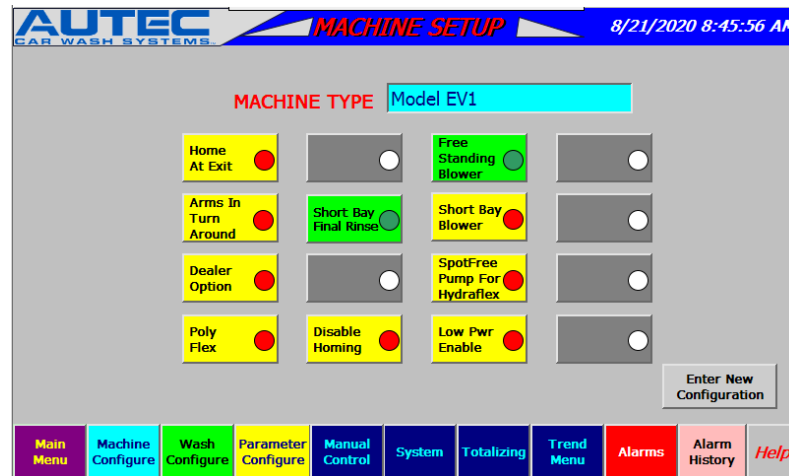 AUTEC
CAR WASH SYSTEMS
MACHINE SETUP
8/21/2020 8:45:56 AM
MACHINE TYPE Model EV1
Home
At Exit
Free
Standing
Blower
Arms In
Turn
Around
Short Bay
Final Rinse
Short Bay
Blower
Dealer
Option
SpotFree
Pump For
Hydraflex
Poly
Flex
Disable
Homing
Low Pwr
Enable
Enter New
Configuration
Main
Menu
Machine
Configure
Wash
Configure
Parameter
Configure
Manual
Control
System
Totalizing
Trend
Menu
Alarms
Alarm
History
Help